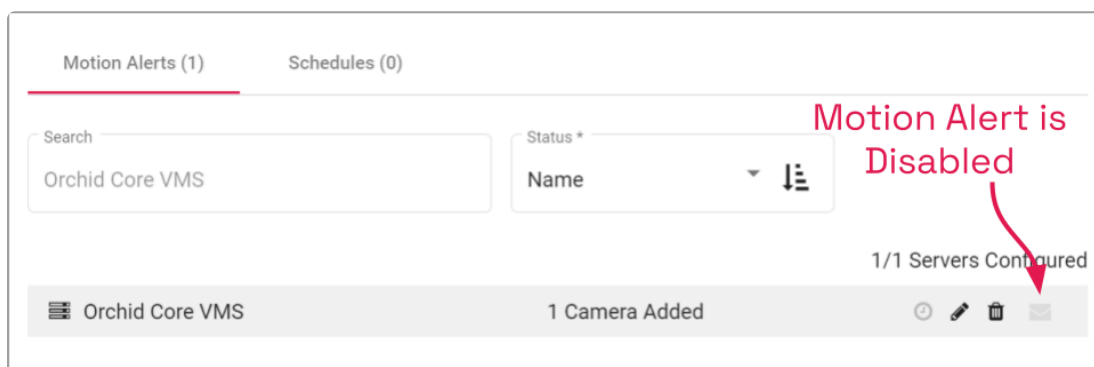 Motion Alerts (1)
Schedules (0)
Motion Alert is
Disabled
Search
Orchid Core VMS
Status *
Name
1/1 Servers Configured
Orchid Core VMS
1 Camera Added